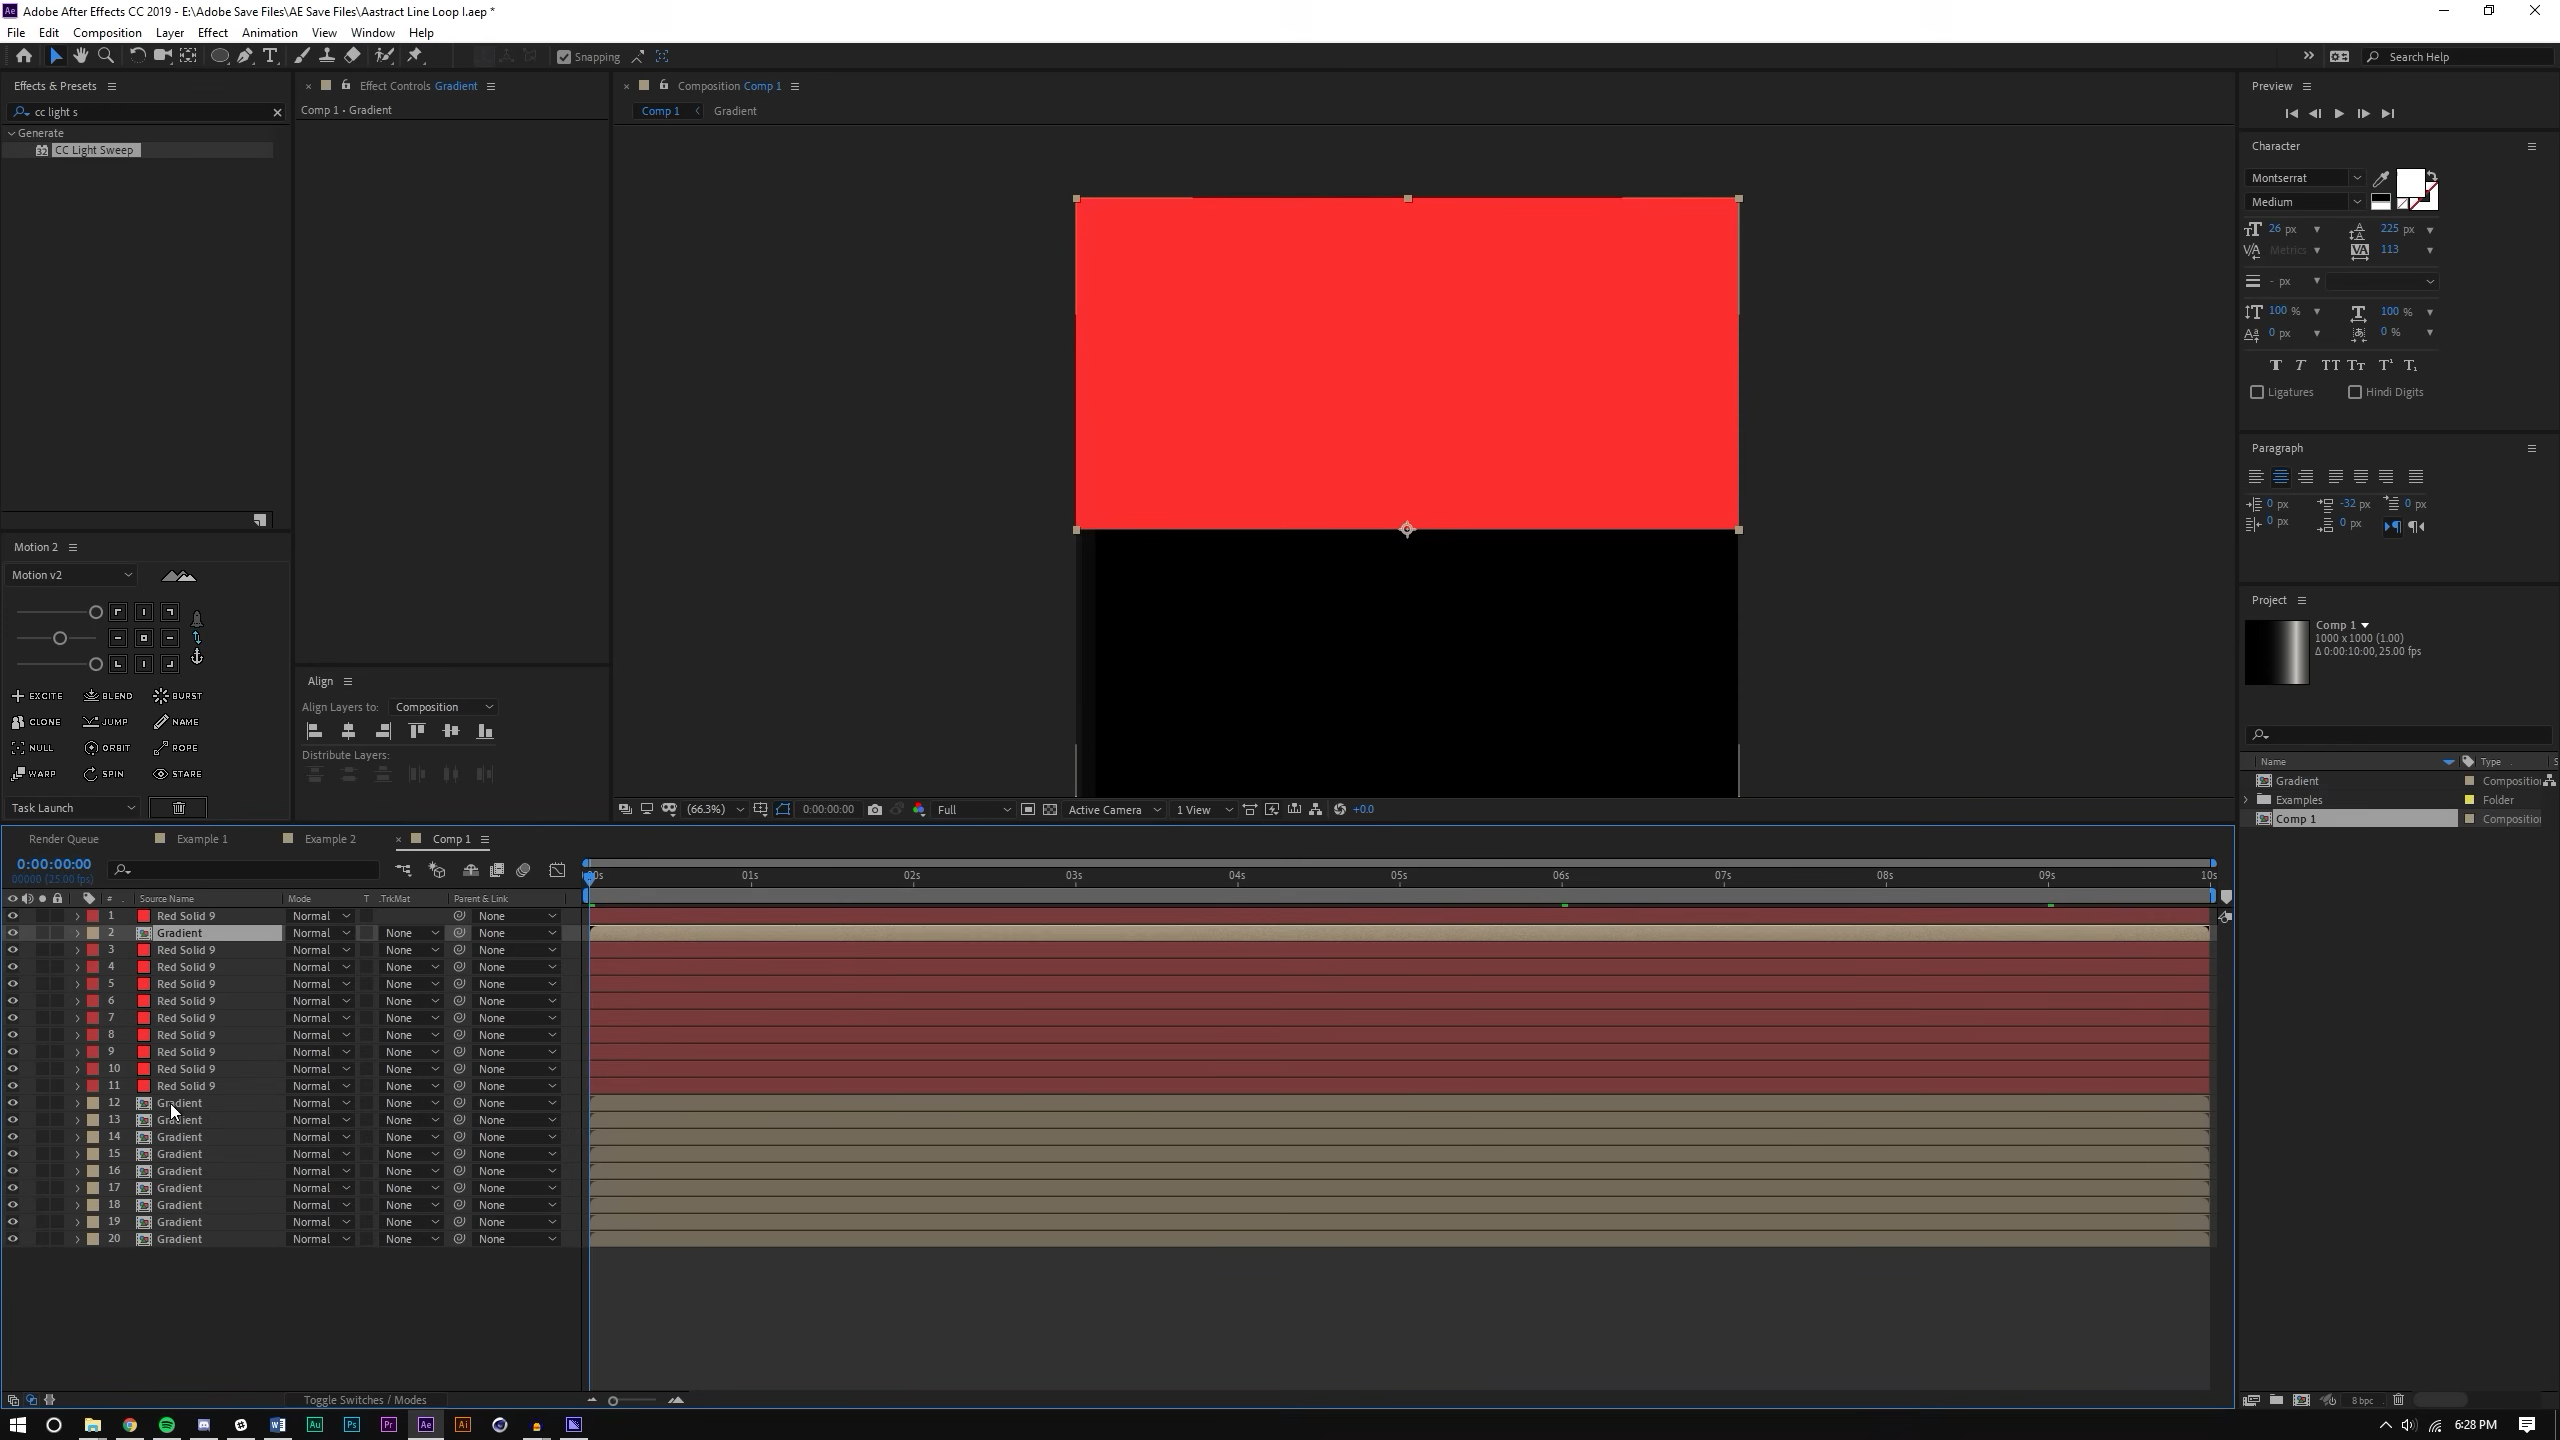 Adobe After Effects CC 2019 - E:\Adobe Save Files\AE Save Files\Aastract Line Loop I.aep *
File Edit Composition Layer Effect Animation View Window Help
Snapping
Search Help
Effects & Presets
cc light s
Generate
CC Light Sweep
Effect Controls Gradient
Comp 1 • Gradient
Composition Comp 1
Comp 1
Gradient
Preview
Character
Montserrat
Medium
26 px 225 px
Metrics 113
- px
100 % 100 %
0 px 0 %
Ligatures Hindi Digits
Paragraph
0 px -32 px 0 px
0 px 0 px
Project
Comp 1
1000 x 1000 (1.00)
Δ 0:00:10:00, 25.00 fps
Name Type
Gradient Compositio
Examples Folder
Comp 1 Compositio
8 bpc
Motion 2
Motion v2
EXCITE BLEND BURST
CLONE JUMP NAME
NULL ORBIT ROPE
WARP SPIN STARE
Task Launch
Align
Align Layers to: Composition
Distribute Layers:
(66.3%) 0:00:00:00 Full Active Camera 1 View +0.0
Render Queue Example 1 Example 2 Comp 1
0:00:00:00
00000 (25.00 fps)
01s 02s 03s 04s 05s 06s 07s 08s 09s 10s
# Source Name Mode T .TrkMat Parent & Link
1 Red Solid 9 Normal None
2 Gradient Normal None None
3 Red Solid 9 Normal None None
4 Red Solid 9 Normal None None
5 Red Solid 9 Normal None None
6 Red Solid 9 Normal None None
7 Red Solid 9 Normal None None
8 Red Solid 9 Normal None None
9 Red Solid 9 Normal None None
10 Red Solid 9 Normal None None
11 Red Solid 9 Normal None None
12 Gradient Normal None None
13 Gradient Normal None None
14 Gradient Normal None None
15 Gradient Normal None None
16 Gradient Normal None None
17 Gradient Normal None None
18 Gradient Normal None None
19 Gradient Normal None None
20 Gradient Normal None None
Toggle Switches / Modes
6:28 PM